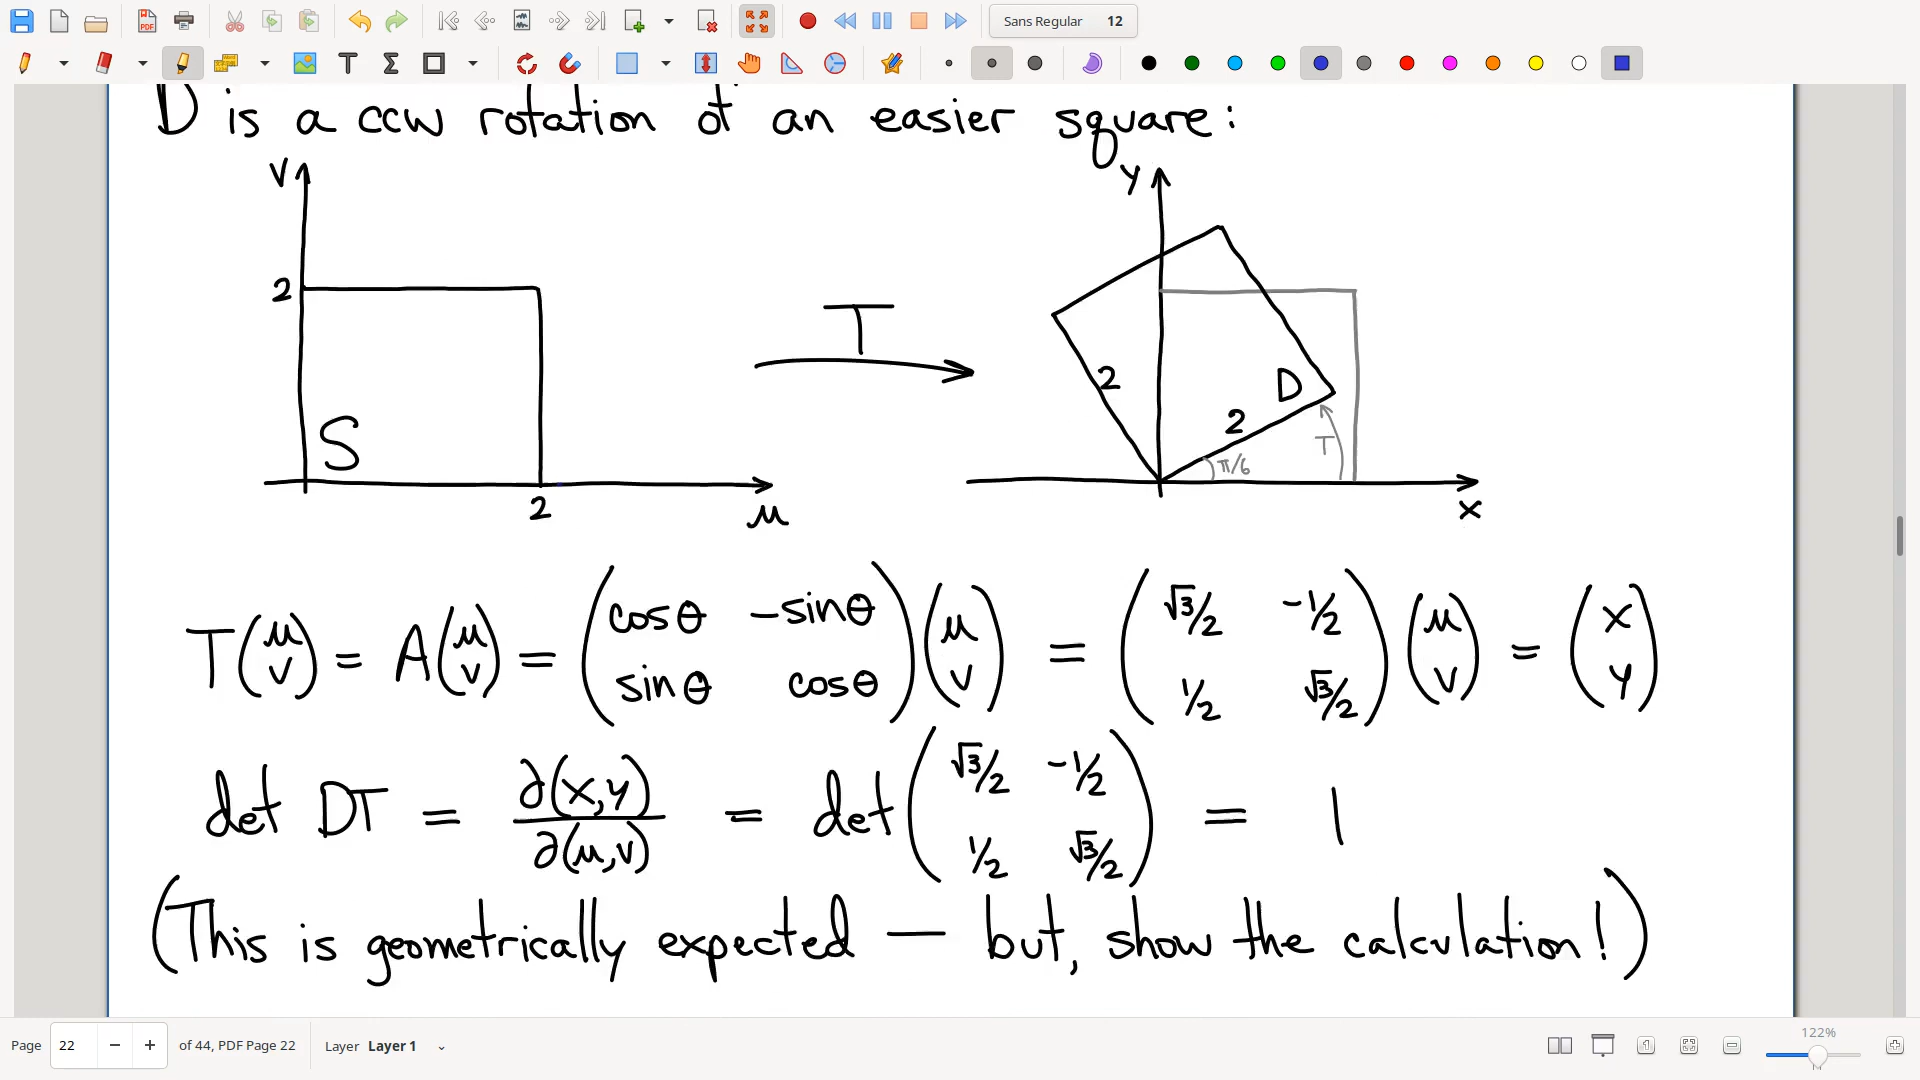 Sans Regular 12
D is a ccw rotation of an easier square:
v
2
S
2
u
T
y
2
2
D
π/6
T
x
T(u v) = A(u v) = (cosθ -sinθ sinθ cosθ)(u v) = (√3/2 -1/2 1/2 √3/2)(u v) = (x y)
det DT = ∂(x,y)/∂(u,v) = det(√3/2 -1/2 1/2 √3/2) = 1
(This is geometrically expected — but, show the calculation!)
Page 22 − + of 44, PDF Page 22 Layer Layer 1 122%